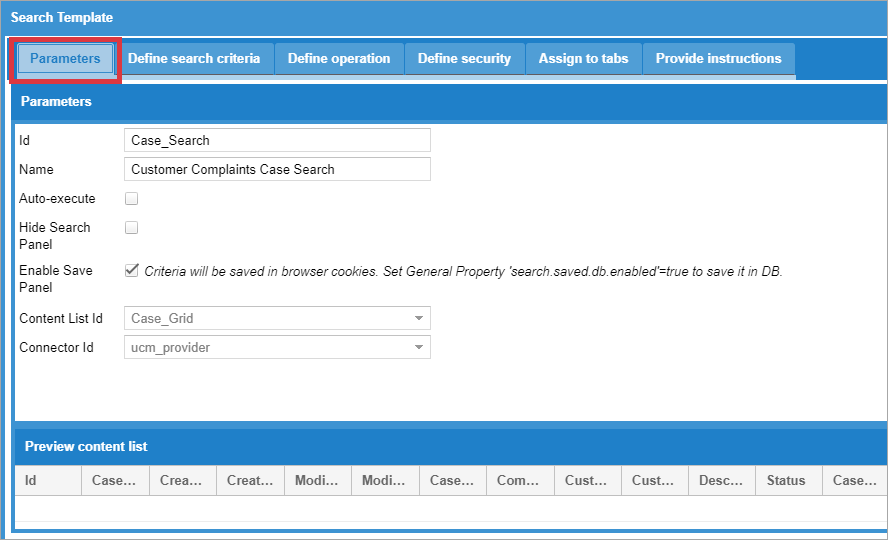 Search Template
Parameters Define search criteria Define operation Define security Assign to tabs Provide instructions
Parameters
Id Case_Search
Name Customer Complaints Case Search
Auto-execute
Hide Search
Panel
Enable Save Criteria will be saved in browser cookies. Set General Property 'search.saved.db.enabled'=true to save it in DB.
Panel
Content List Id Case_Grid
Connector Id ucm_provider
Preview content list
Id Case... Crea... Creat... Modi... Modi... Case... Com... Cust... Cust... Desc... Status Case...